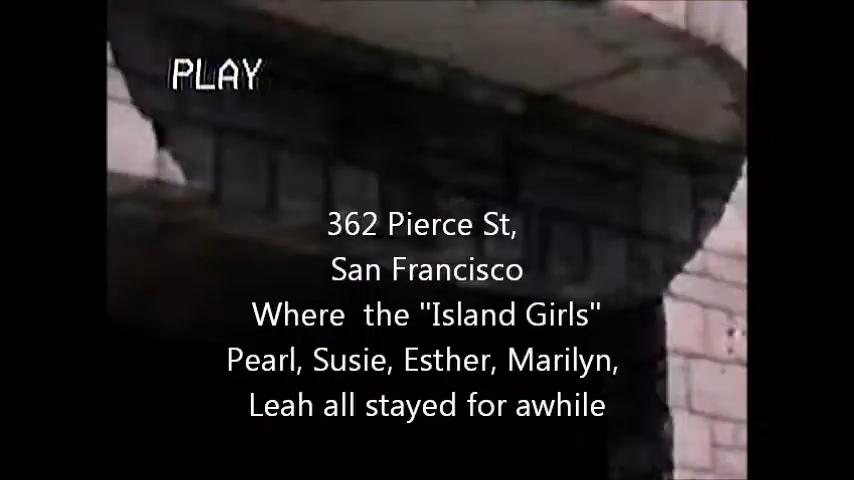 PLAY
362 Pierce St,
San Francisco
Where  the "Island Girls"
Pearl, Susie, Esther, Marilyn,
Leah all stayed for awhile